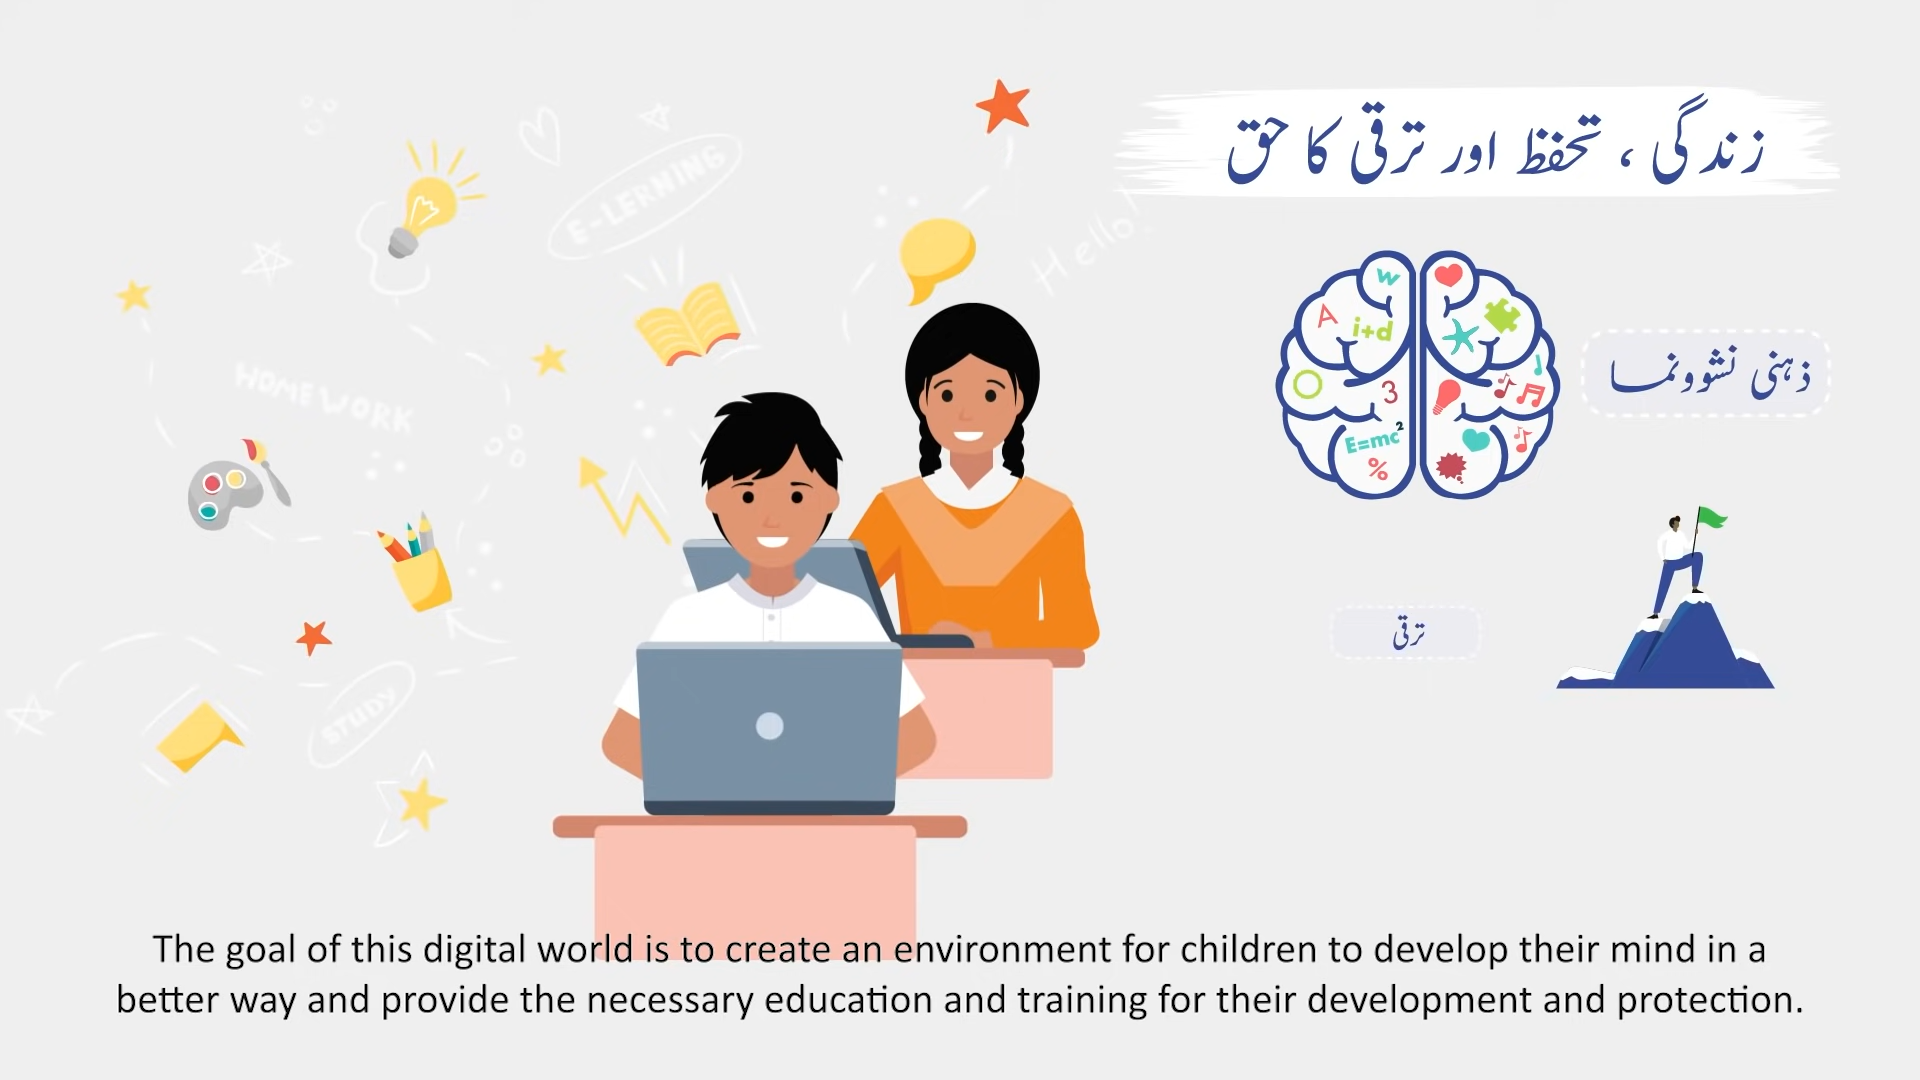 زندگی ، تحفظ اور ترقی کا حق
E-LERNING
Hello!
HOMEWORK
W
A
i+d
3
E=mc²
%
ذہنی نشوونما
ترقی
STUDY
The goal of this digital world is to create an environment for children to develop their mind in a
better way and provide the necessary education and training for their development and protection.